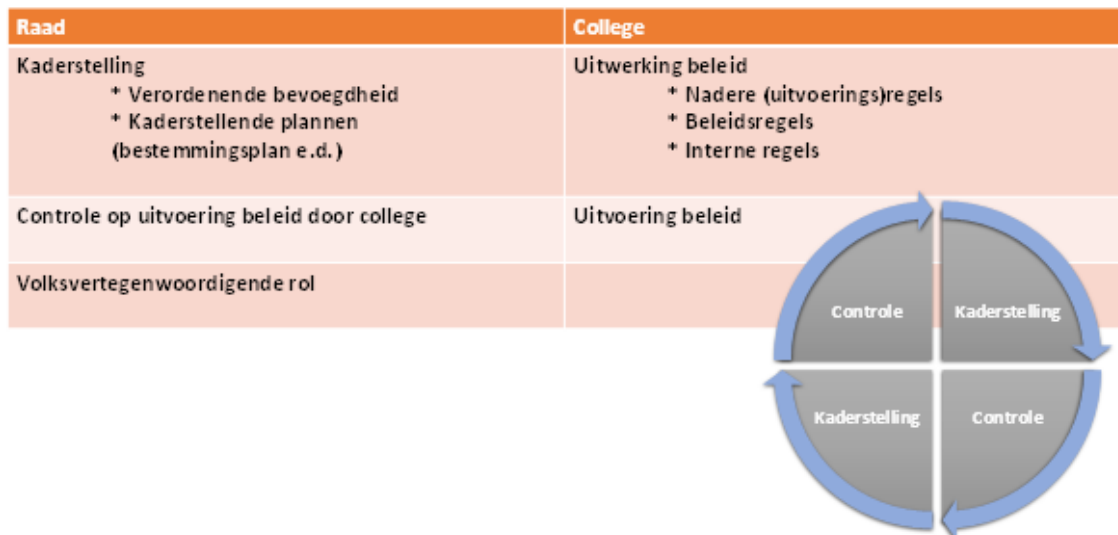 Raad
College
Kaderstelling
* Verordenende bevoegdheid
* Kaderstellende plannen
(bestemmingsplan e.d.)
Uitwerking beleid
* Nadere (uitvoerings)regels
* Beleidsregels
* Interne regels
Controle op uitvoering beleid door college
Uitvoering beleid
Volksvertegenwoordigende rol
Controle
Kaderstelling
Kaderstelling
Controle